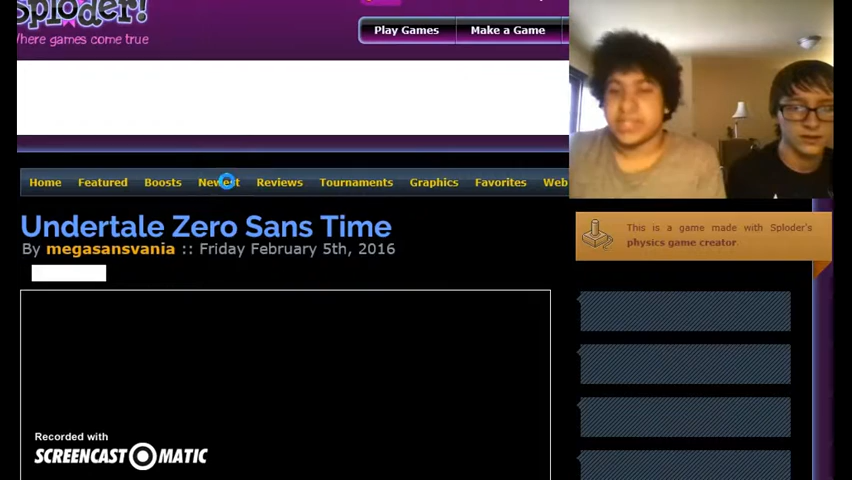 Sploder!
Where games come true
Play Games
Make a Game
Home
Featured
Boosts
Newest
Reviews
Tournaments
Graphics
Favorites
Web
Undertale Zero Sans Time
By megasansvania :: Friday February 5th, 2016
This is a game made with Sploder's
physics game creator.
Recorded with
SCREENCAST MATIC